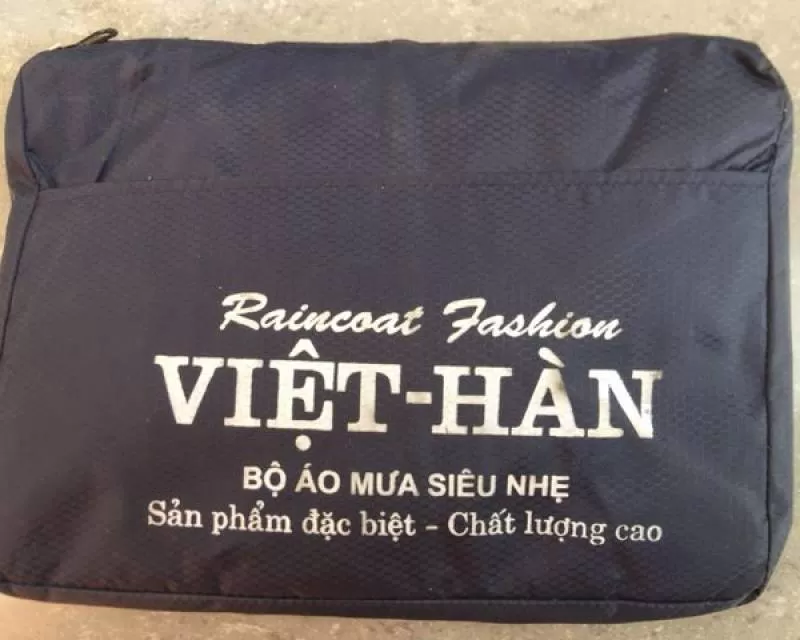 Raincoat Fashion
VIỆT-HÀN
BỘ ÁO MƯA SIÊU NHẸ
Sản phẩm đặc biệt - Chất lượng cao